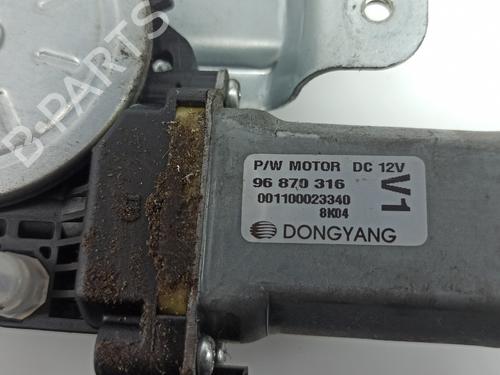 B-PARTS
P/W MOTOR DC 12V
96 870 316
V1
001100023340
8K04
DONGYANG